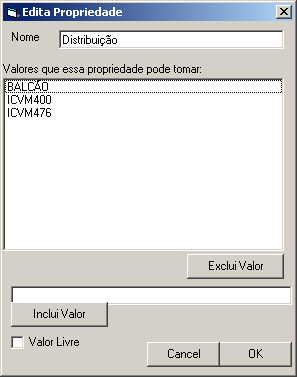 Edita Propriedade
Nome
Distribuição
Valores que essa propriedade pode tomar:
BALCÃO
ICVM400
ICVM476
Exclui Valor
Inclui Valor
Valor Livre
Cancel
OK